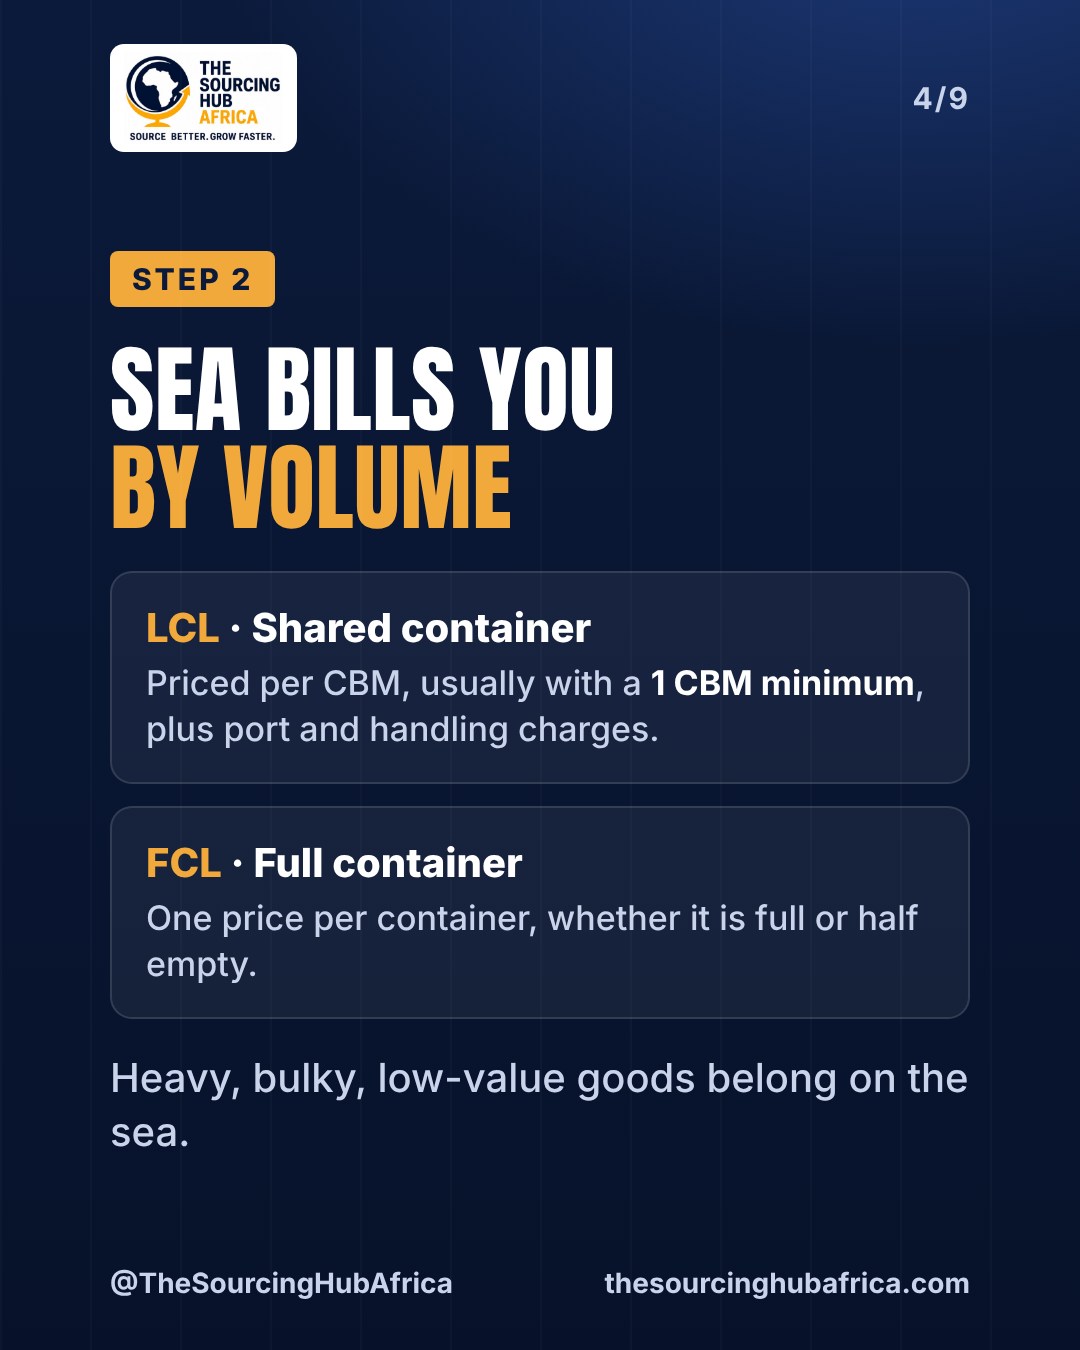 THE
SOURCING
HUB
AFRICA
SOURCE BETTER. GROW FASTER.
4/9
STEP 2
SEA BILLS YOU
BY VOLUME
LCL · Shared container
Priced per CBM, usually with a 1 CBM minimum,
plus port and handling charges.
FCL · Full container
One price per container, whether it is full or half
empty.
Heavy, bulky, low-value goods belong on the
sea.
@TheSourcingHubAfrica
thesourcinghubafrica.com